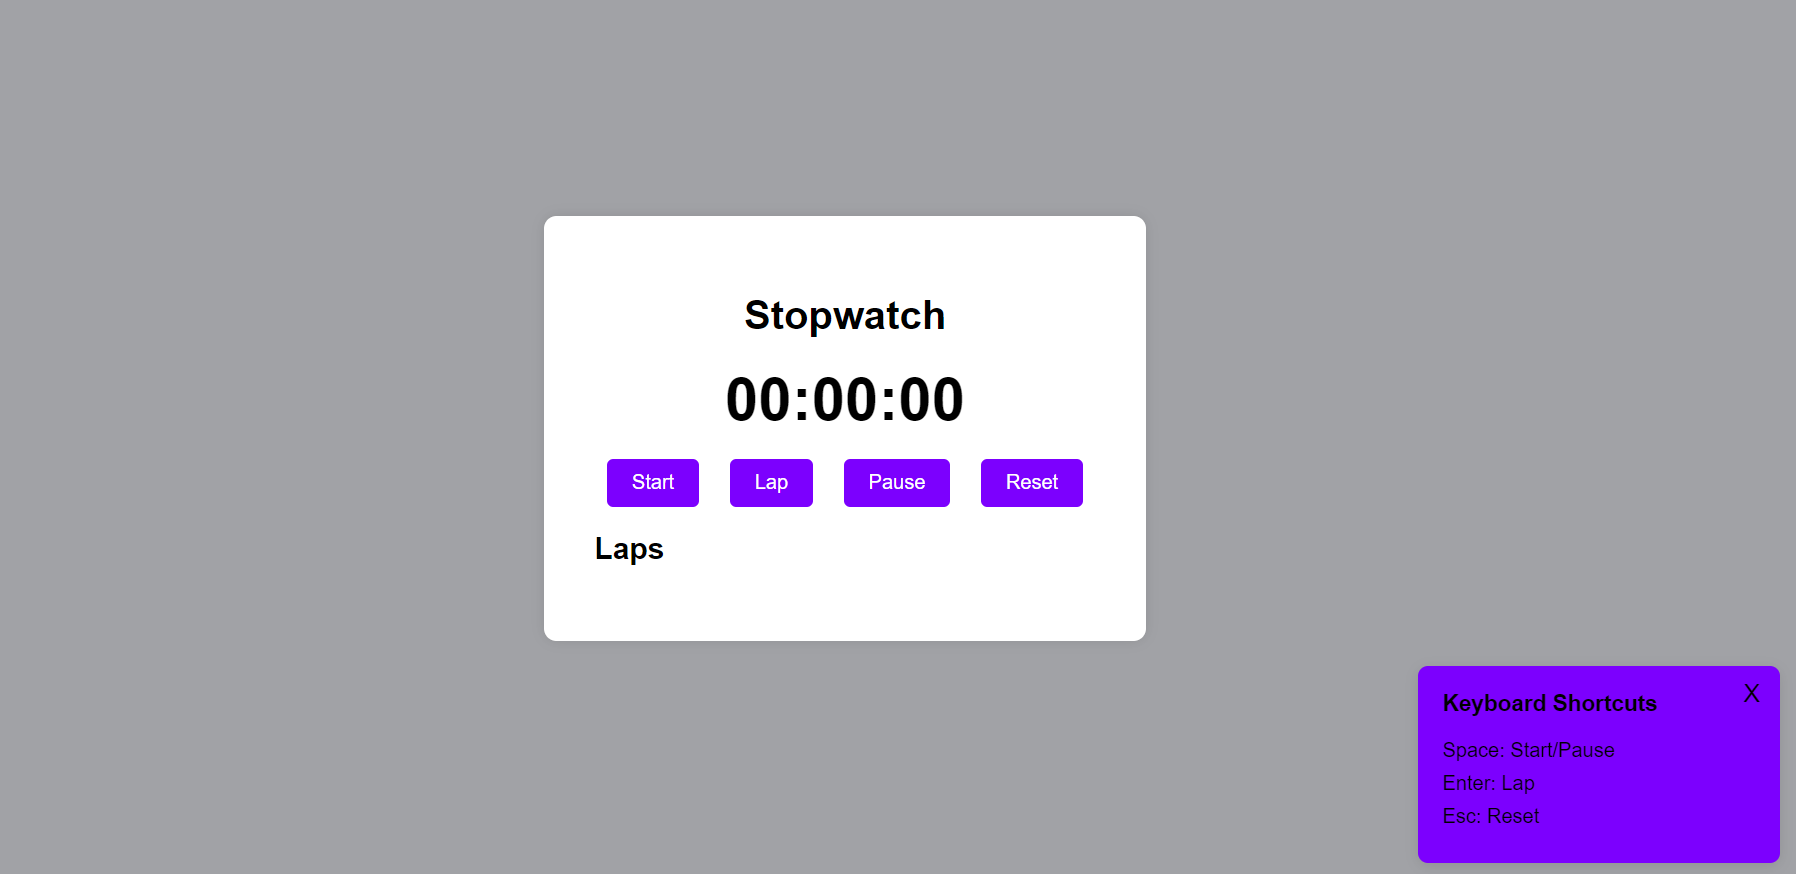 Stopwatch
00:00:00
Start Lap Pause Reset
Laps
Keyboard Shortcuts X
Space: Start/Pause
Enter: Lap
Esc: Reset